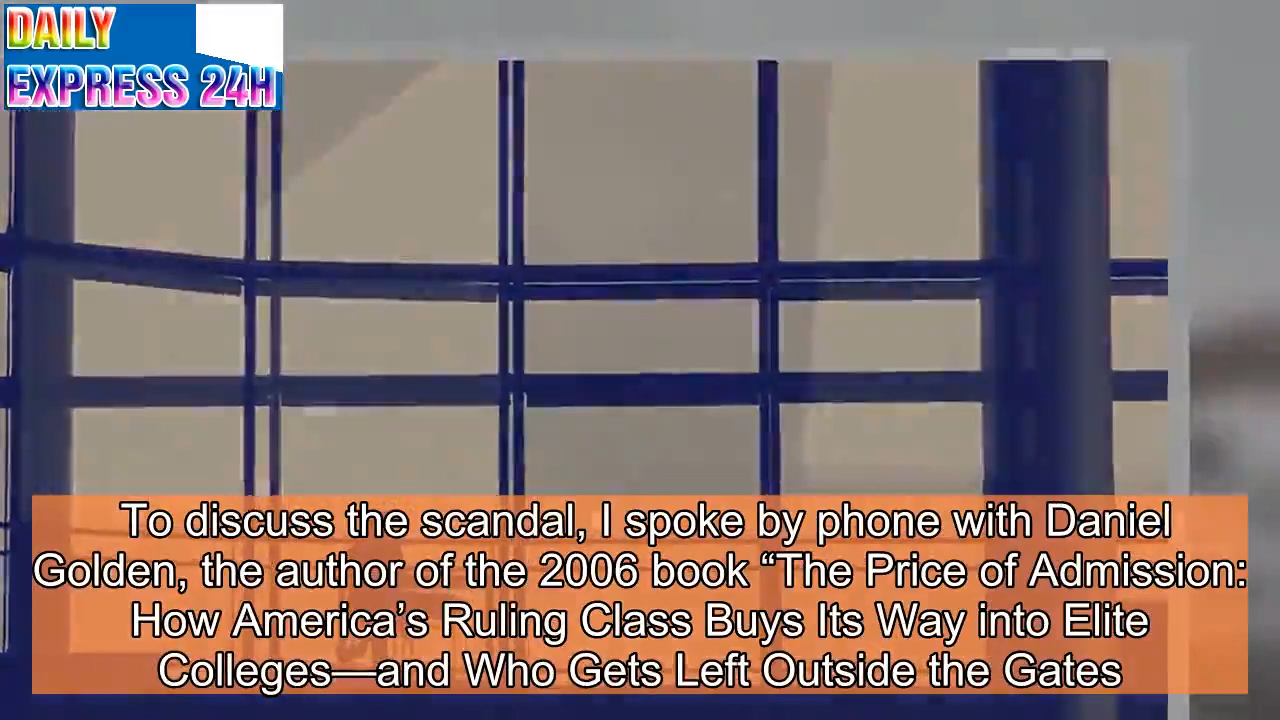 DAILY
EXPRESS 24H
To discuss the scandal, I spoke by phone with Daniel
Golden, the author of the 2006 book “The Price of Admission:
How America’s Ruling Class Buys Its Way into Elite
Colleges—and Who Gets Left Outside the Gates